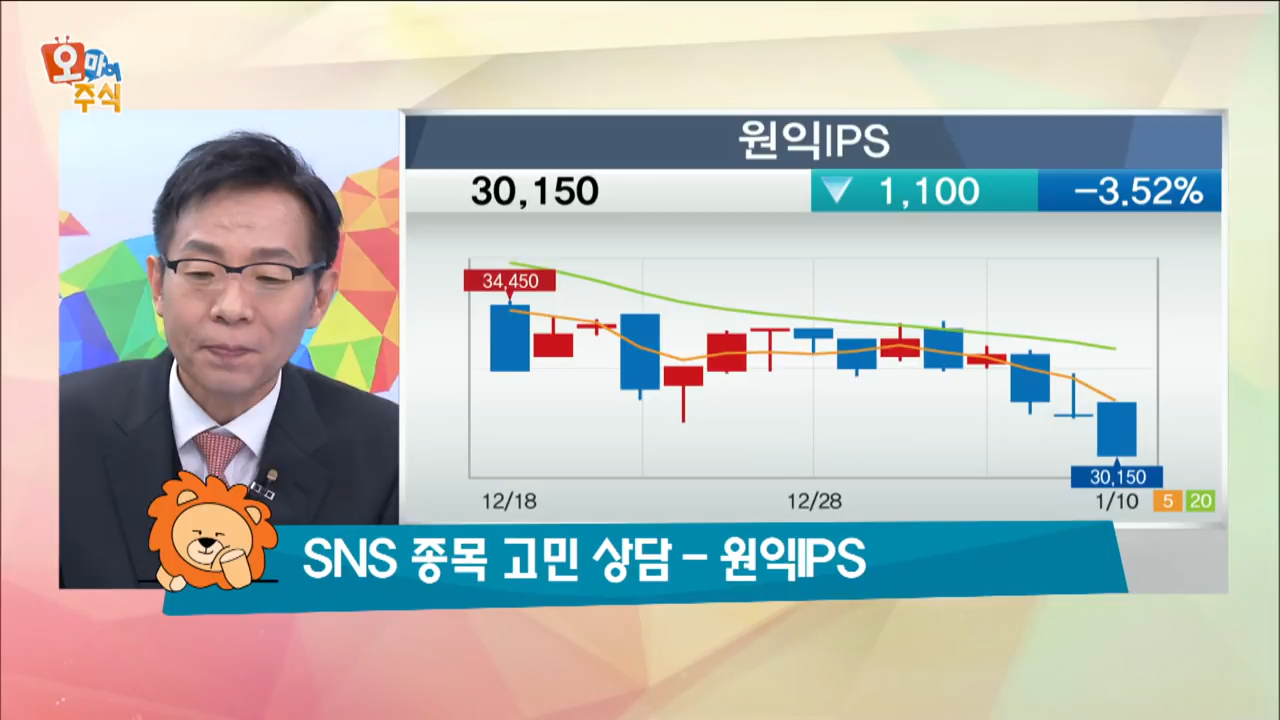 오마이
주식
원익IPS
30,150 ▼ 1,100 -3.52%
34,450
30,150
12/18 12/28 1/10 5 20
SNS 종목 고민 상담 - 원익IPS